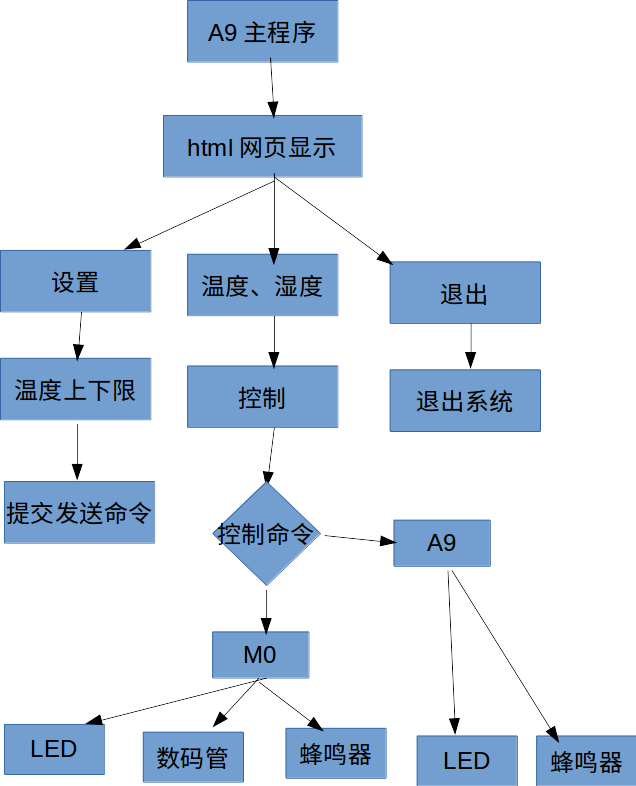 A9 主程序
html 网页显示
设置
温度、湿度
退出
温度上下限
控制
退出系统
提交发送命令
控制命令
A9
M0
LED
数码管
蜂鸣器
LED
蜂鸣器